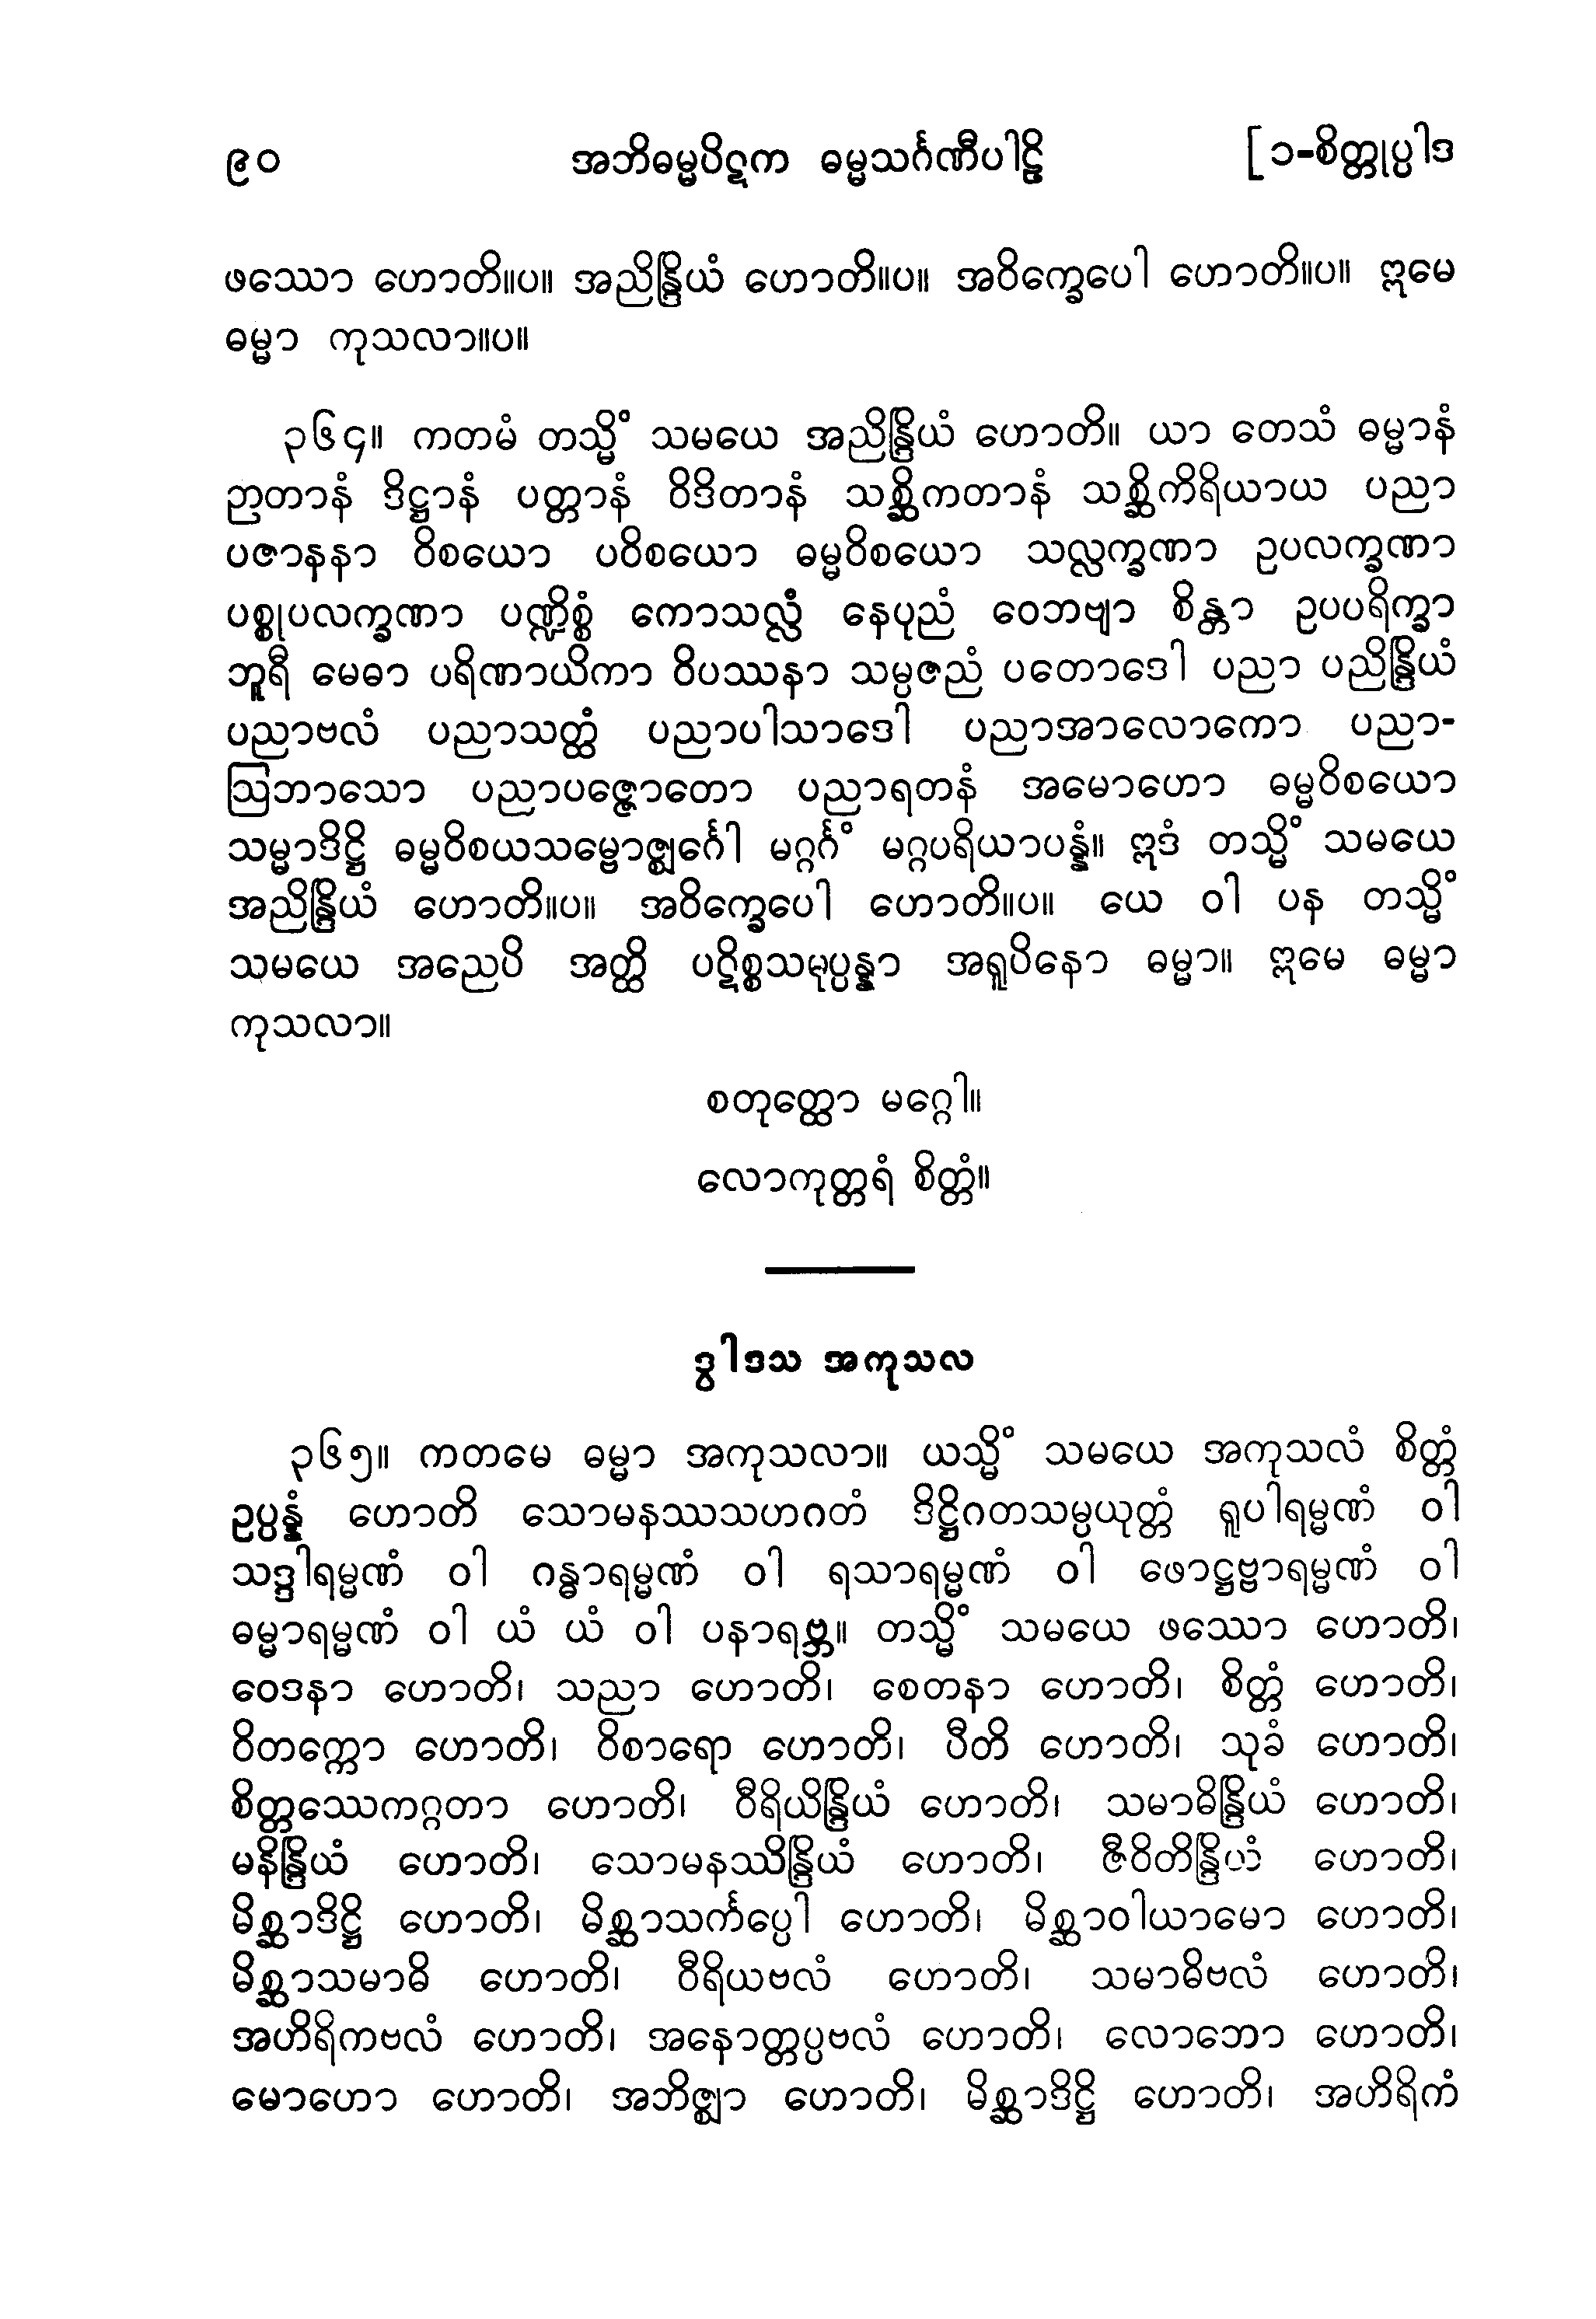 ၉၀ အဘိဓမ္မပိဋက ဓမ္မသင်္ဂဏီပါဠိ [၁-စိတ္တုပ္ပါဒ
ဖဿော ဟောတိ။ပ။ အညိန္ဒြိယံ ဟောတိ။ပ။ အဝိက္ခေပေါ ဟောတိ။ပ။ ဣမေ
ဓမ္မာ ကုသလာ။ပ။
၃၆၄။ ကတမံ တသ္မိံ သမယေ အညိန္ဒြိယံ ဟောတိ။ ယာ တေသံ ဓမ္မာနံ
ဉာတာနံ ဒိဋ္ဌာနံ ပတ္တာနံ ဝိဒိတာနံ သစ္ဆိကတာနံ သစ္ဆိကိရိယာယ ပညာ
ပဇာနနာ ဝိစယော ပဝိစယော ဓမ္မဝိစယော သလ္လက္ခဏာ ဥပလက္ခဏာ
ပစ္စုပလက္ခဏာ ပဏ္ဍိစ္စံ ကောသလ္လံ နေပုညံ ဝေဘဗျာ စိန္တာ ဥပပရိက္ခာ
ဘူရီ မေဓာ ပရိဏာယိကာ ဝိပဿနာ သမ္ပဇညံ ပတောဒေါ ပညာ ပညိန္ဒြိယံ
ပညာဗလံ ပညာသတ္ထံ ပညာပါသာဒေါ ပညာအာလောကော ပညာ-
ဩဘာသော ပညာပဇ္ဇောတော ပညာရတနံ အမောဟော ဓမ္မဝိစယော
သမ္မာဒိဋ္ဌိ ဓမ္မဝိစယသမ္ဗောဇ္ဈင်္ဂေါ မဂ္ဂင်္ဂံ မဂ္ဂပရိယာပန္နံ။ ဣဒံ တသ္မိံ သမယေ
အညိန္ဒြိယံ ဟောတိ။ပ။ အဝိက္ခေပေါ ဟောတိ။ပ။ ယေ ဝါ ပန တသ္မိံ
သမယေ အညေပိ အတ္ထိ ပဋိစ္စသမုပ္ပန္နာ အရူပိနော ဓမ္မာ။ ဣမေ ဓမ္မာ
ကုသလာ။
စတုတ္ထော မဂ္ဂေါ။
လောကုတ္တရံ စိတ္တံ။
ဒွါဒသ အကုသလ
၃၆၅။ ကတမေ ဓမ္မာ အကုသလာ။ ယသ္မိံ သမယေ အကုသလံ စိတ္တံ
ဥပ္ပန္နံ ဟောတိ သောမနဿသဟဂတံ ဒိဋ္ဌိဂတသမ္ပယုတ္တံ ရူပါရမ္မဏံ ဝါ
သဒ္ဒါရမ္မဏံ ဝါ ဂန္ဓာရမ္မဏံ ဝါ ရသာရမ္မဏံ ဝါ ဖောဋ္ဌဗ္ဗာရမ္မဏံ ဝါ
ဓမ္မာရမ္မဏံ ဝါ ယံ ယံ ဝါ ပနာရဗ္ဘ။ တသ္မိံ သမယေ ဖဿော ဟောတိ၊
ဝေဒနာ ဟောတိ၊ သညာ ဟောတိ၊ စေတနာ ဟောတိ၊ စိတ္တံ ဟောတိ၊
ဝိတက္ကော ဟောတိ၊ ဝိစာရော ဟောတိ၊ ပီတိ ဟောတိ၊ သုခံ ဟောတိ၊
စိတ္တဿေကဂ္ဂတာ ဟောတိ၊ ဝီရိယိန္ဒြိယံ ဟောတိ၊ သမာဓိန္ဒြိယံ ဟောတိ၊
မနိန္ဒြိယံ ဟောတိ၊ သောမနဿိန္ဒြိယံ ဟောတိ၊ ဇီဝိတိန္ဒြိယံ ဟောတိ၊
မိစ္ဆာဒိဋ္ဌိ ဟောတိ၊ မိစ္ဆာသင်္ကပ္ပေါ ဟောတိ၊ မိစ္ဆာဝါယာမော ဟောတိ၊
မိစ္ဆာသမာဓိ ဟောတိ၊ ဝီရိယဗလံ ဟောတိ၊ သမာဓိဗလံ ဟောတိ၊
အဟိရိကဗလံ ဟောတိ၊ အနောတ္တပ္ပဗလံ ဟောတိ၊ လောဘော ဟောတိ၊
မောဟော ဟောတိ၊ အဘိဇ္ဈာ ဟောတိ၊ မိစ္ဆာဒိဋ္ဌိ ဟောတိ၊ အဟိရိကံ